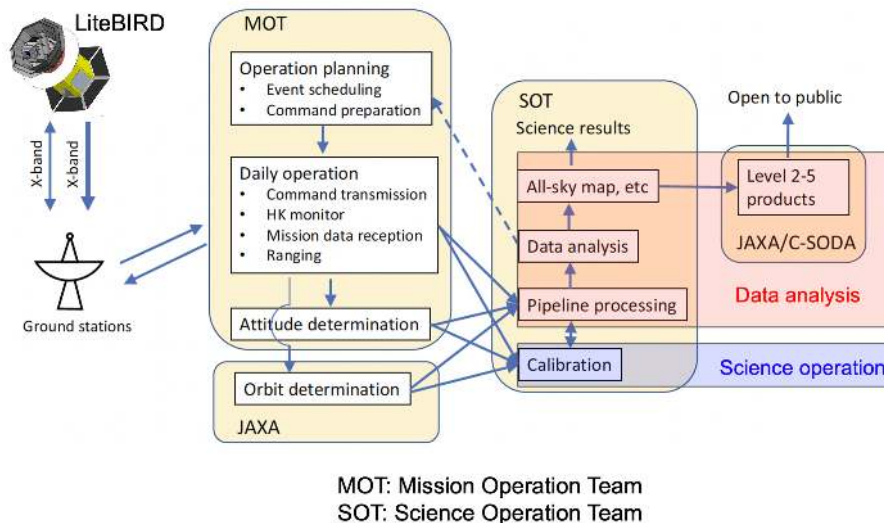 LiteBIRD
X-band
X-band
Ground stations
MOT
Operation planning
• Event scheduling
• Command preparation
Daily operation
• Command transmission
• HK monitor
• Mission data reception
• Ranging
Attitude determination
Orbit determination
JAXA
SOT
Science results
All-sky map, etc
Data analysis
Pipeline processing
Calibration
Open to public
Level 2-5
products
JAXA/C-SODA
Data analysis
Science operation
MOT: Mission Operation Team
SOT: Science Operation Team